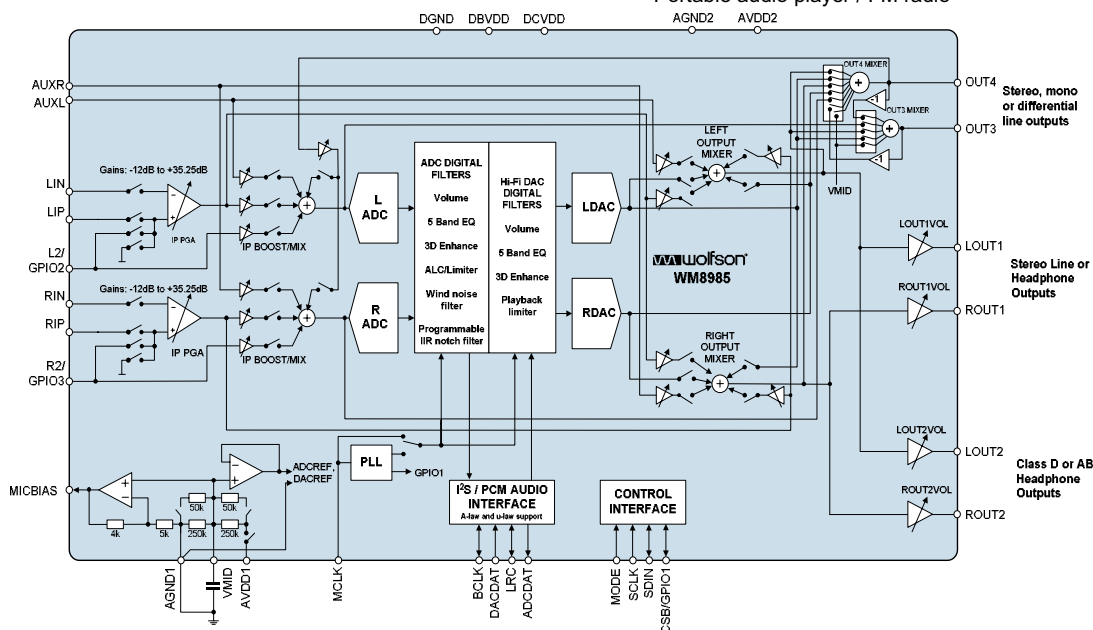 Portable audio player / FM radio
DGND DBVDD DCVDD AGND2 AVDD2
AUXR
AUXL
LIN
LIP
L2/
GPIO2
RIN
RIP
R2/
GPIO3
MICBIAS
Gains: -12dB to +35.25dB
IP PGA
IP BOOST/MIX
Gains: -12dB to +35.25dB
IP PGA
IP BOOST/MIX
L
ADC
R
ADC
ADC DIGITAL
FILTERS
Volume
5 Band EQ
3D Enhance
ALC/Limiter
Wind noise
filter
Programmable
IIR notch filter
Hi-Fi DAC
DIGITAL
FILTERS
Volume
5 Band EQ
3D Enhance
Playback
limiter
LDAC
RDAC
LEFT
OUTPUT
MIXER
wolfson
WM8985
RIGHT
OUTPUT
MIXER
OUT4 MIXER
-1
OUT3 MIXER
-1
VMID
OUT4
OUT3
Stereo, mono
or differential
line outputs
LOUT1VOL
LOUT1
ROUT1VOL
ROUT1
Stereo Line or
Headphone
Outputs
LOUT2VOL
LOUT2
ROUT2VOL
ROUT2
Class D or AB
Headphone
Outputs
ADCREF,
DACREF
50k 50k
4k 5k 250k 250k
PLL
GPIO1
I2S / PCM AUDIO
INTERFACE
A-law and u-law support
CONTROL
INTERFACE
AGND1
VMID
AVDD1
MCLK
BCLK
DACDAT
LRC
ADCDAT
MODE
SCLK
SDIN
CSB/GPIO1